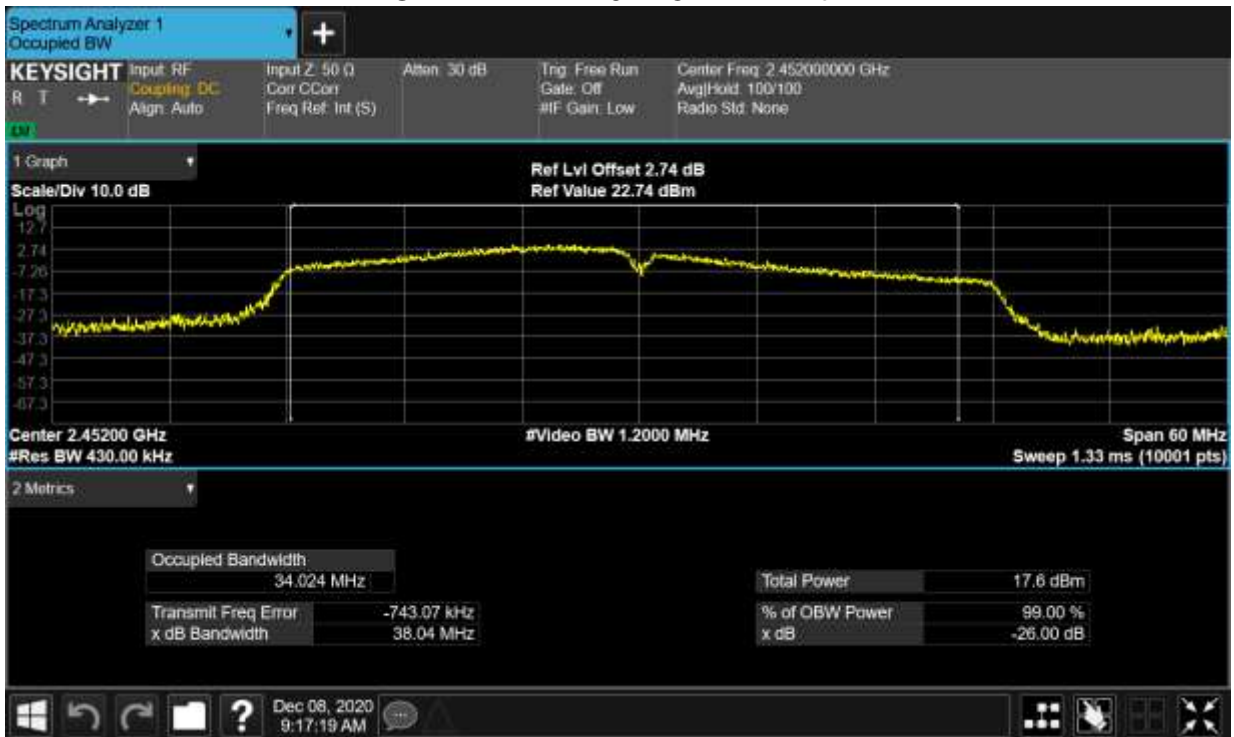 Spectrum Analyzer 1
Occupied BW
+
KEYSIGHT Input: RF Input Z: 50 Ω Atten: 30 dB Trig: Free Run Center Freq: 2.452000000 GHz
R T Coupling: DC Corr CCorr Gate: Off Avg|Hold: 100/100
Align: Auto Freq Ref: Int (S) #IF Gain: Low Radio Std: None
1 Graph
Ref Lvl Offset 2.74 dB
Scale/Div 10.0 dB Ref Value 22.74 dBm
Log
12.7
2.74
-7.26
-17.3
-27.3
-37.3
-47.3
-57.3
-67.3
Center 2.45200 GHz #Video BW 1.2000 MHz Span 60 MHz
#Res BW 430.00 kHz Sweep 1.33 ms (10001 pts)
2 Metrics
Occupied Bandwidth
34.024 MHz Total Power 17.6 dBm
Transmit Freq Error -743.07 kHz % of OBW Power 99.00 %
x dB Bandwidth 38.04 MHz x dB -26.00 dB
? Dec 08, 2020
9:17:19 AM